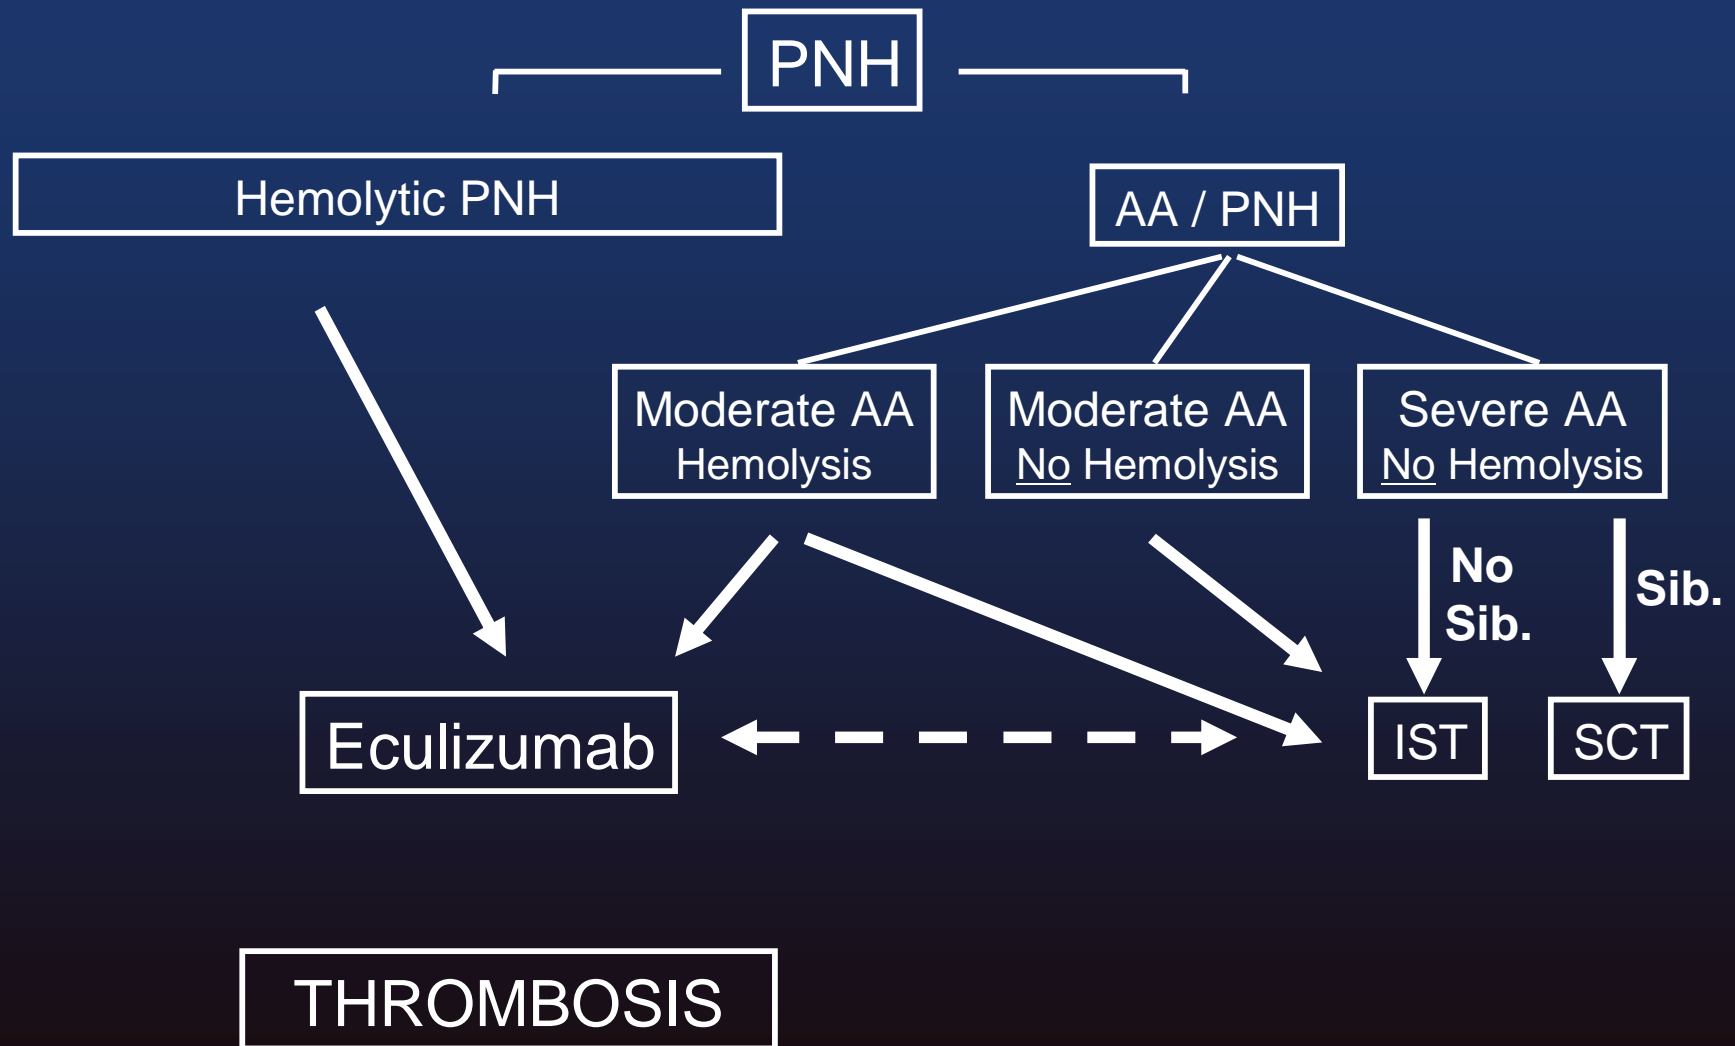 PNH
Hemolytic PNH
AA / PNH
Moderate AA
Hemolysis
Moderate AA
No Hemolysis
Severe AA
No Hemolysis
No
Sib.
Sib.
Eculizumab
IST
SCT
THROMBOSIS